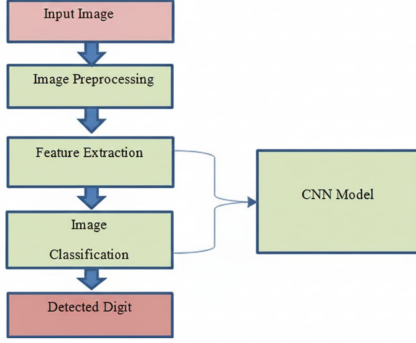 Input Image
Image Preprocessing
Feature Extraction
Image
Classification
Detected Digit
CNN Model